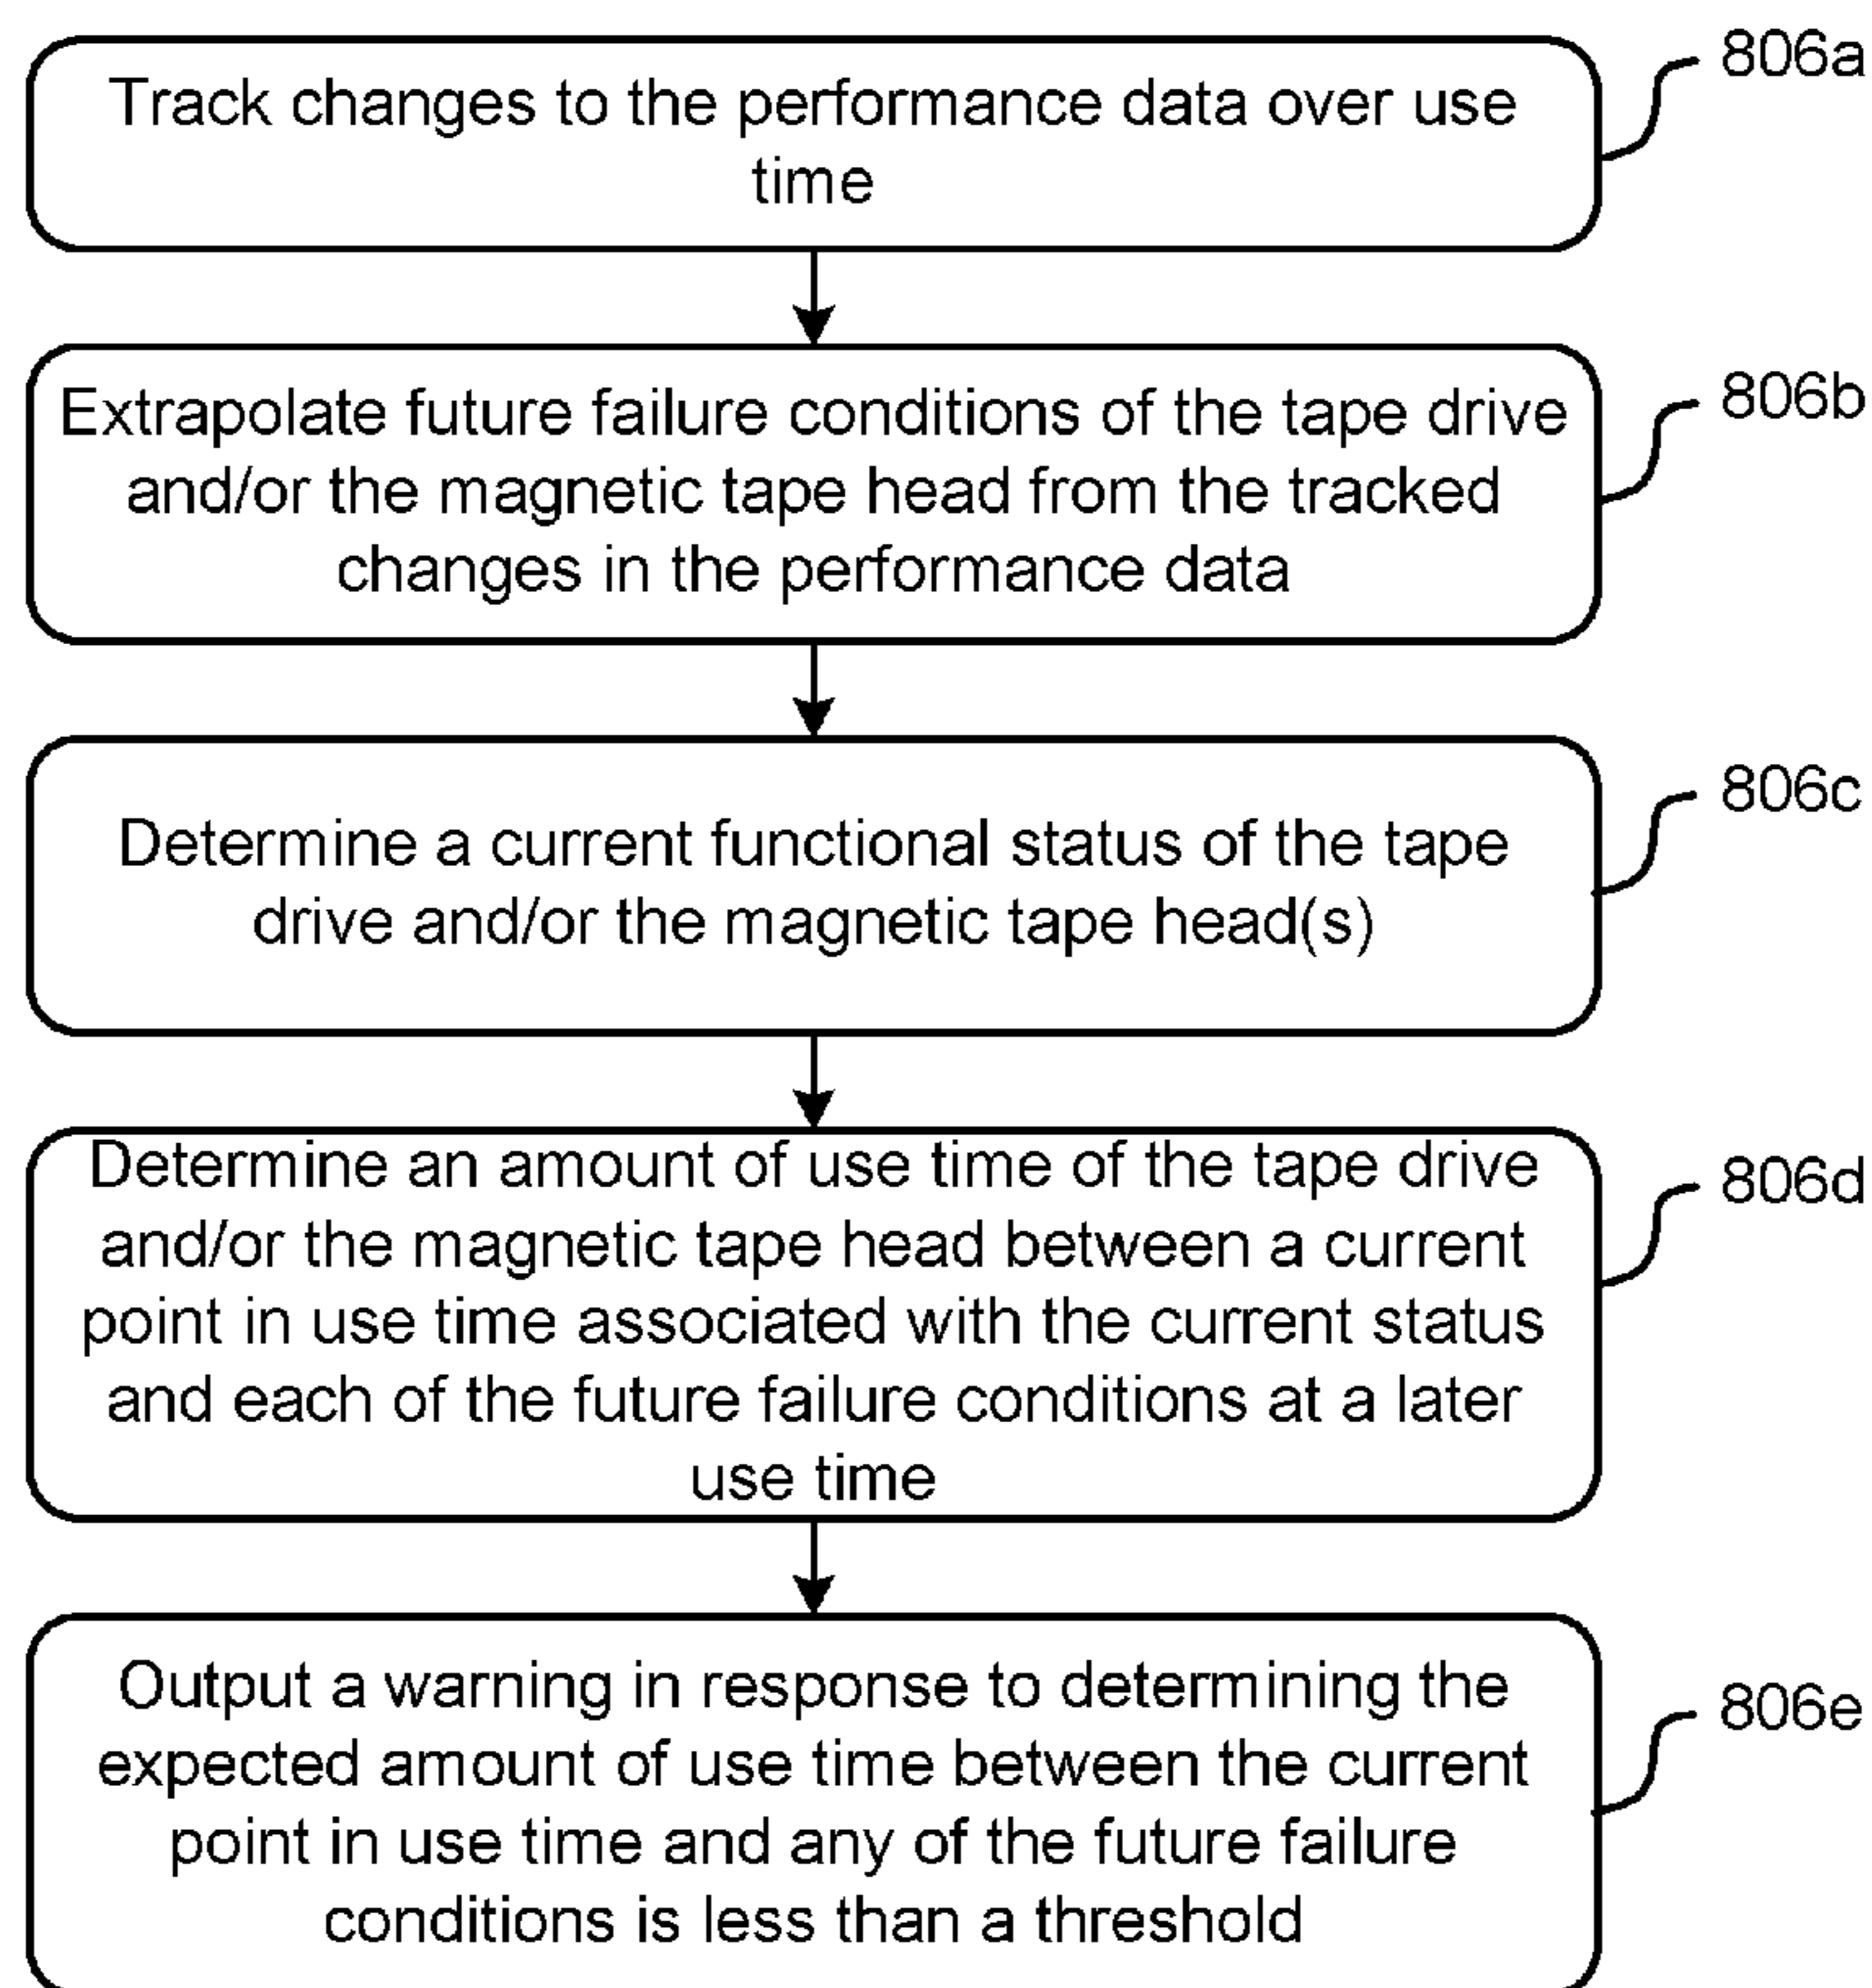 Track changes to the performance data over use
time
806a
Extrapolate future failure conditions of the tape drive
and/or the magnetic tape head from the tracked
changes in the performance data
806b
Determine a current functional status of the tape
drive and/or the magnetic tape head(s)
806c
Determine an amount of use time of the tape drive
and/or the magnetic tape head between a current
point in use time associated with the current status
and each of the future failure conditions at a later
use time
806d
Output a warning in response to determining the
expected amount of use time between the current
point in use time and any of the future failure
conditions is less than a threshold
806e